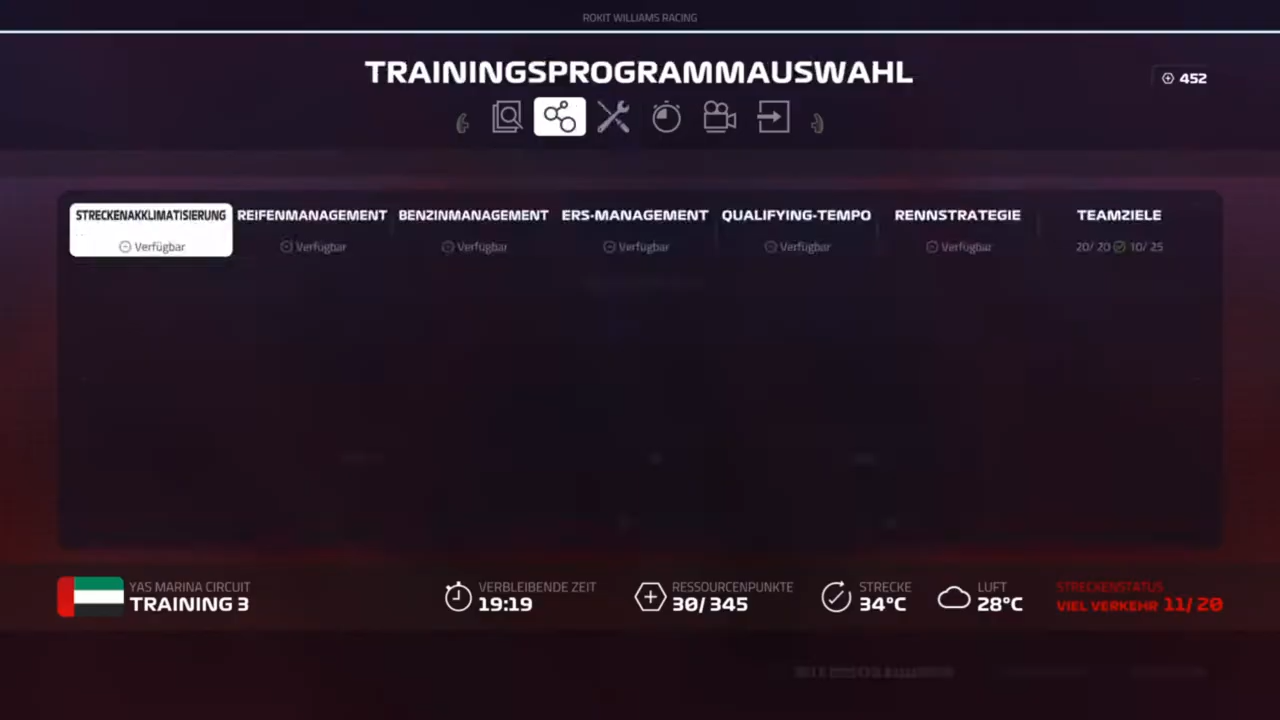 ROKIT WILLIAMS RACING
TRAININGSPROGRAMMAUSWAHL
452
STRECKENAKKLIMATISIERUNG
Verfügbar
REIFENMANAGEMENT
Verfügbar
BENZINMANAGEMENT
Verfügbar
ERS-MANAGEMENT
Verfügbar
QUALIFYING-TEMPO
Verfügbar
RENNSTRATEGIE
Verfügbar
TEAMZIELE
20/20 10/25
YAS MARINA CIRCUIT
TRAINING 3
VERBLEIBENDE ZEIT
19:19
RESSOURCENPUNKTE
30/345
STRECKE
34°C
LUFT
28°C
STRECKENSTATUS
VIEL VERKEHR 11/20